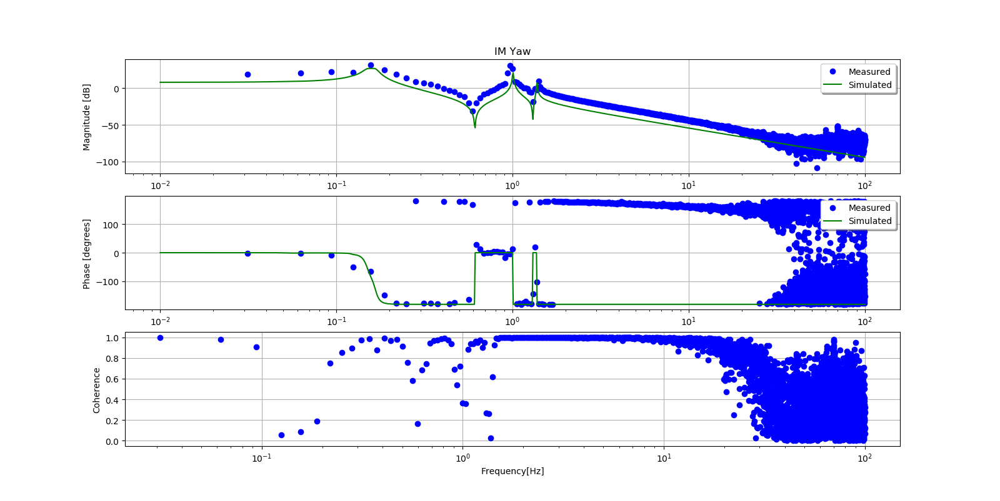 IM Yaw
Magnitude [dB]
0
−50
−100
Measured
Simulated
10⁻² 10⁻¹ 10⁰ 10¹ 10²
Phase [degrees]
100
0
−100
Measured
Simulated
10⁻² 10⁻¹ 10⁰ 10¹ 10²
Coherence
1.0
0.8
0.6
0.4
0.2
0.0
10⁻¹ 10⁰ 10¹ 10²
Frequency[Hz]